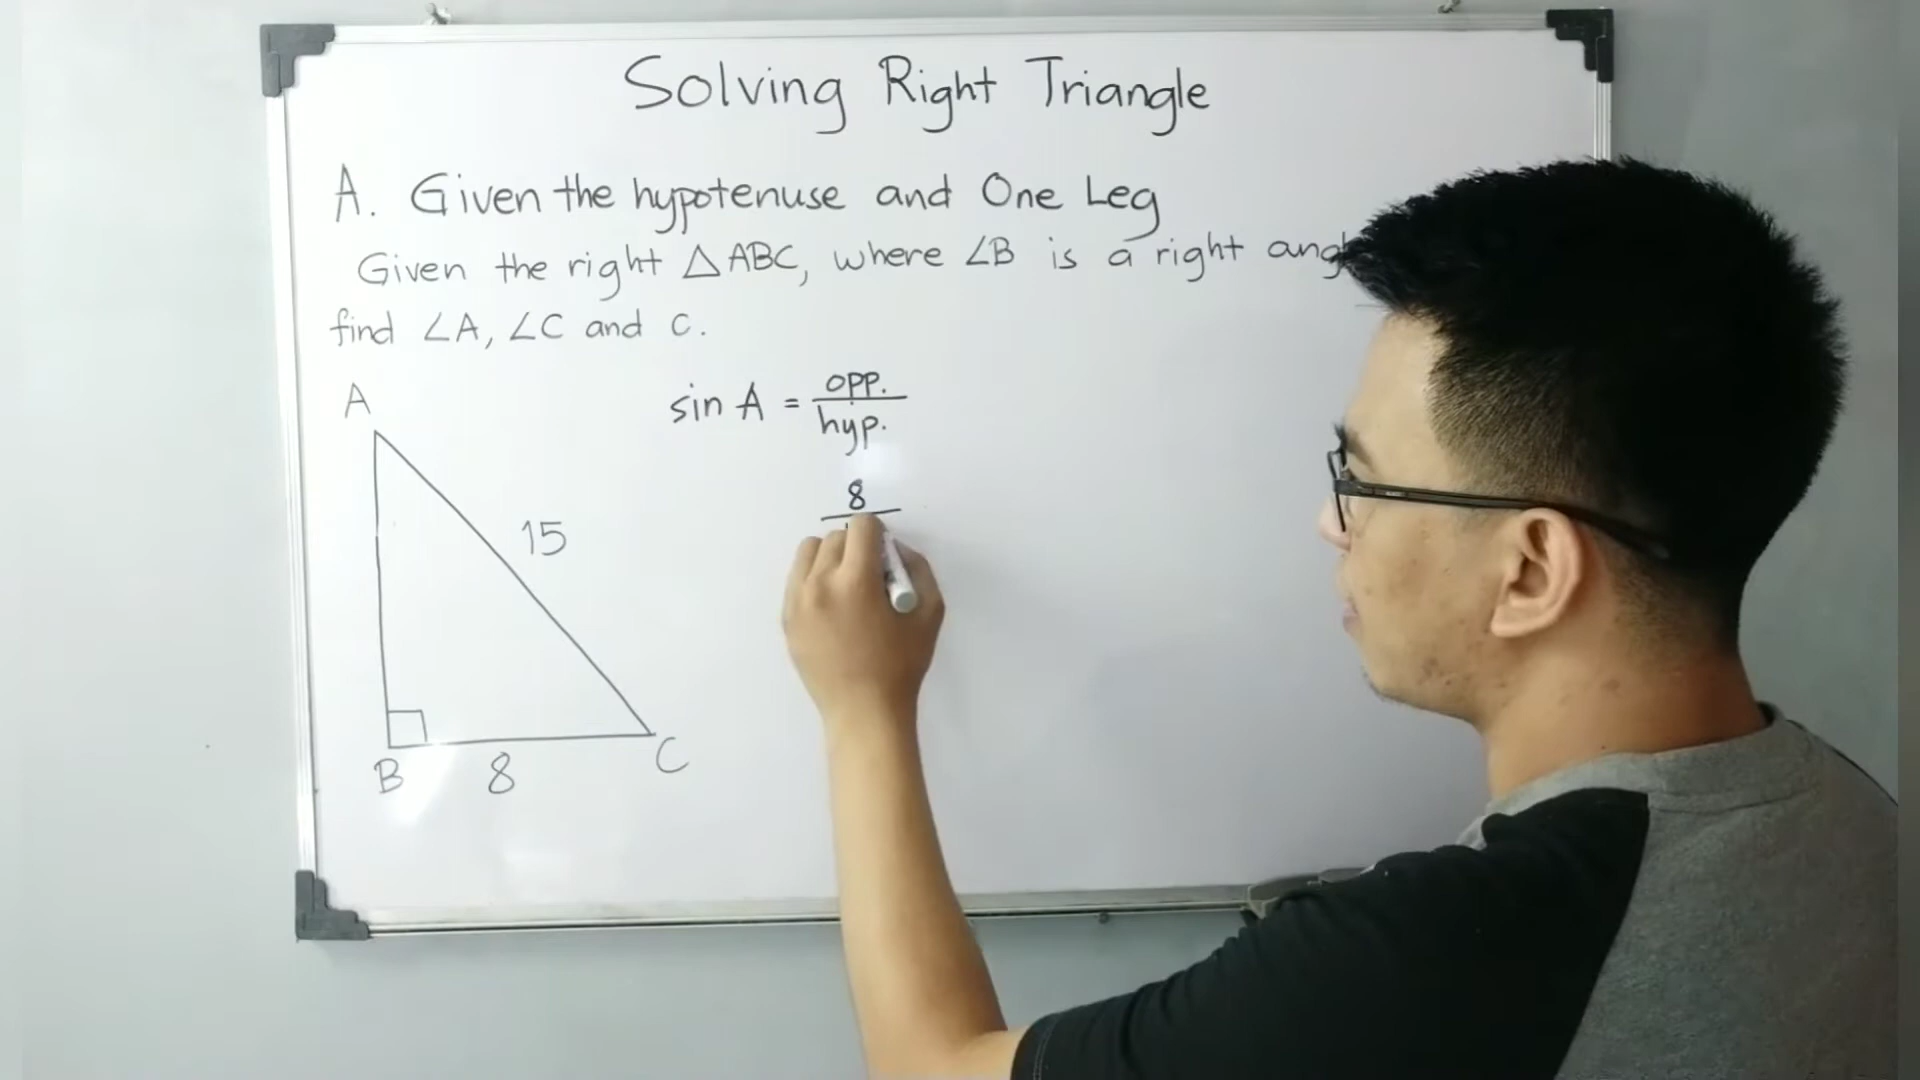 Solving Right Triangle
A. Given the hypotenuse and One Leg
Given the right △ABC, where ∠B is a right
find ∠A, ∠C and c.
A
sin A = opp. / hyp.
8
15
B 8 C